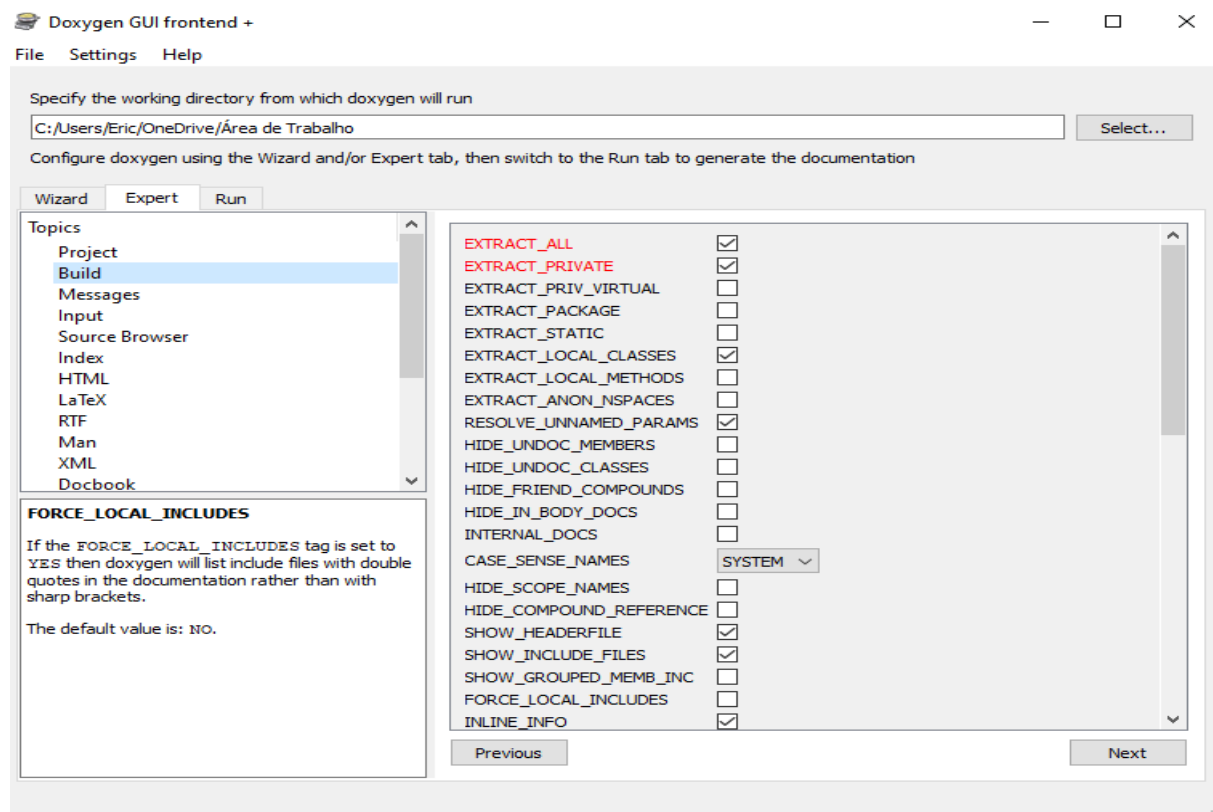 Doxygen GUI frontend +
File Settings Help
Specify the working directory from which doxygen will run
C:/Users/Eric/OneDrive/Área de Trabalho
Select...
Configure doxygen using the Wizard and/or Expert tab, then switch to the Run tab to generate the documentation
Wizard Expert Run
Topics
Project
Build
Messages
Input
Source Browser
Index
HTML
LaTeX
RTF
Man
XML
Docbook
FORCE_LOCAL_INCLUDES
If the FORCE_LOCAL_INCLUDES tag is set to
YES then doxygen will list include files with double
quotes in the documentation rather than with
sharp brackets.
The default value is: NO.
EXTRACT_ALL
EXTRACT_PRIVATE
EXTRACT_PRIV_VIRTUAL
EXTRACT_PACKAGE
EXTRACT_STATIC
EXTRACT_LOCAL_CLASSES
EXTRACT_LOCAL_METHODS
EXTRACT_ANON_NSPACES
RESOLVE_UNNAMED_PARAMS
HIDE_UNDOC_MEMBERS
HIDE_UNDOC_CLASSES
HIDE_FRIEND_COMPOUNDS
HIDE_IN_BODY_DOCS
INTERNAL_DOCS
CASE_SENSE_NAMES SYSTEM
HIDE_SCOPE_NAMES
HIDE_COMPOUND_REFERENCE
SHOW_HEADERFILE
SHOW_INCLUDE_FILES
SHOW_GROUPED_MEMB_INC
FORCE_LOCAL_INCLUDES
INLINE_INFO
Previous Next